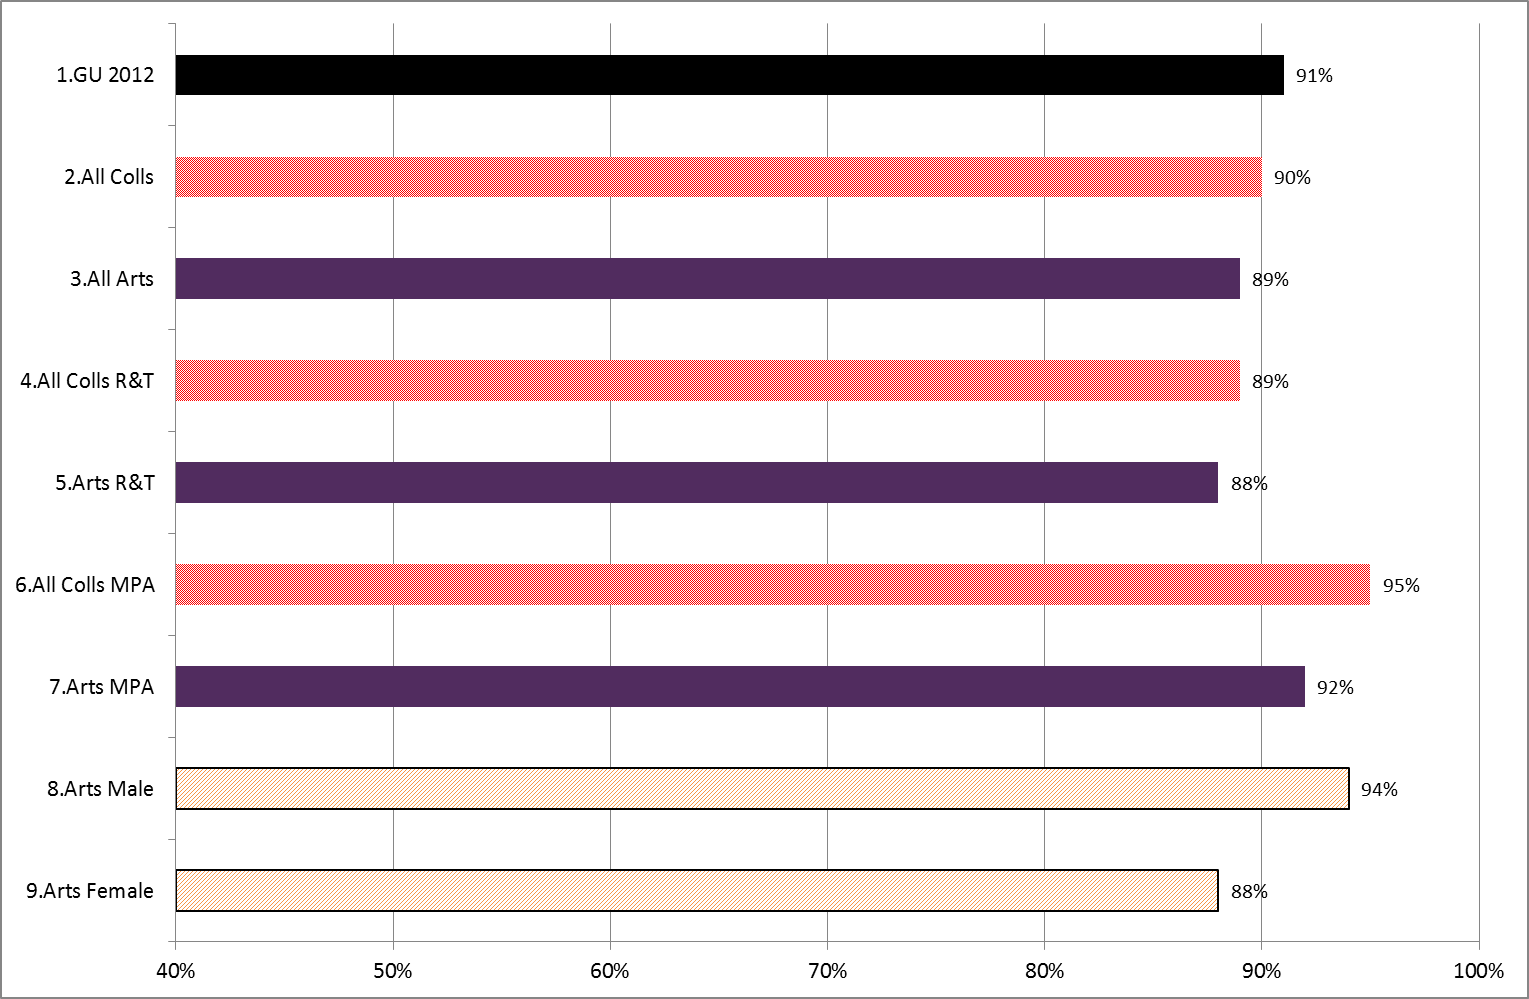 1.GU 2012 91%
2.All Colls 90%
3.All Arts 89%
4.All Colls R&T 89%
5.Arts R&T 88%
6.All Colls MPA 95%
7.Arts MPA 92%
8.Arts Male 94%
9.Arts Female 88%
40% 50% 60% 70% 80% 90% 100%